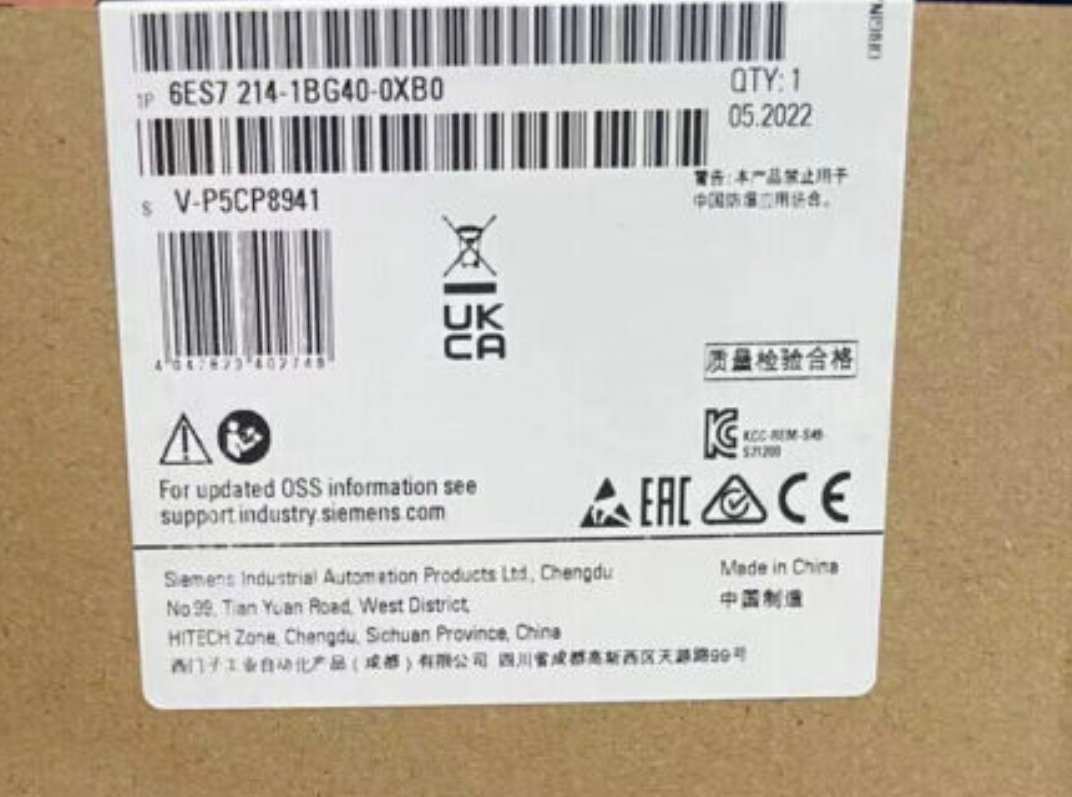 1P 6ES7 214-1BG40-0XB0
QTY: 1
05.2022
S V-P5CP8941
警告:本产品禁止用于
中国防爆应用场合。
UK
CA
质量检验合格
KCC-REM-S49-
S71200
For updated OSS information see
support.industry.siemens.com
EAC CE
Siemens Industrial Automation Products Ltd., Chengdu
No.99, Tian Yuan Road, West District,
HITECH Zone, Chengdu, Sichuan Province, China
Made in China
中国制造
西门子工业自动化产品(成都)有限公司 四川省成都高新西区天路99号